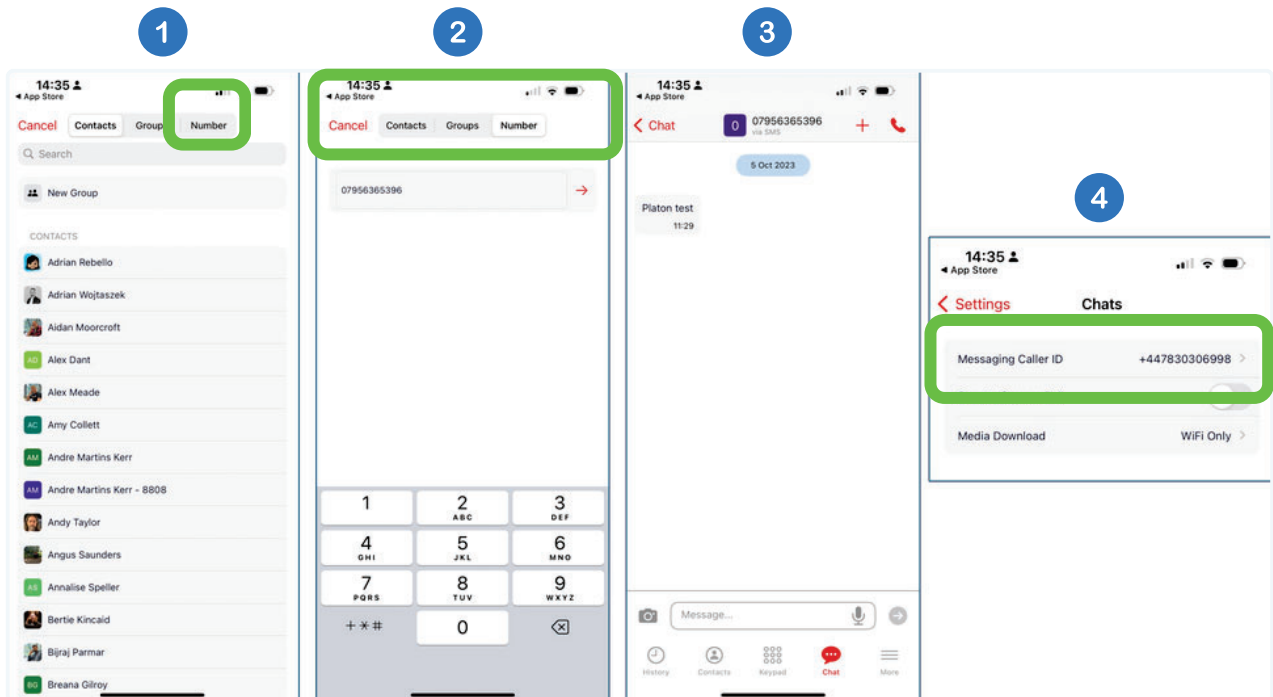 1
14:35
App Store
Cancel Contacts Group Number
Search
New Group
CONTACTS
Adrian Rebello
Adrian Wojtaszek
Aidan Moorcroft
AD Alex Dant
Alex Meade
AC Amy Collett
AM Andre Martins Kerr
AM Andre Martins Kerr - 8808
Andy Taylor
Angus Saunders
AS Annalise Speller
Bertie Kincaid
Bijraj Parmar
BG Breana Gilroy
2
14:35
App Store
Cancel Contacts Groups Number
07956365396
1 2 3
ABC DEF
4 5 6
GHI JKL MNO
7 8 9
PQRS TUV WXYZ
+*# 0
3
14:35
App Store
Chat 0 07956365396 +
via SMS
5 Oct 2023
Platon test
11:29
Message...
History Contacts Keypad Chat More
4
14:35
App Store
Settings Chats
Messaging Caller ID +447830306998
Media Download WiFi Only